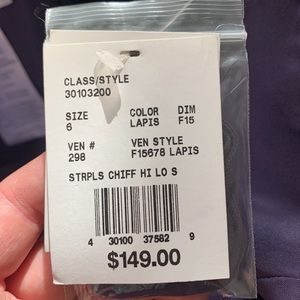 CLASS/STYLE
30103200
SIZE COLOR DIM
6 LAPIS F15
VEN # VEN STYLE
298 F15678 LAPIS
STRPLS CHIFF HI LO S
4 30100 37582 9
$149.00